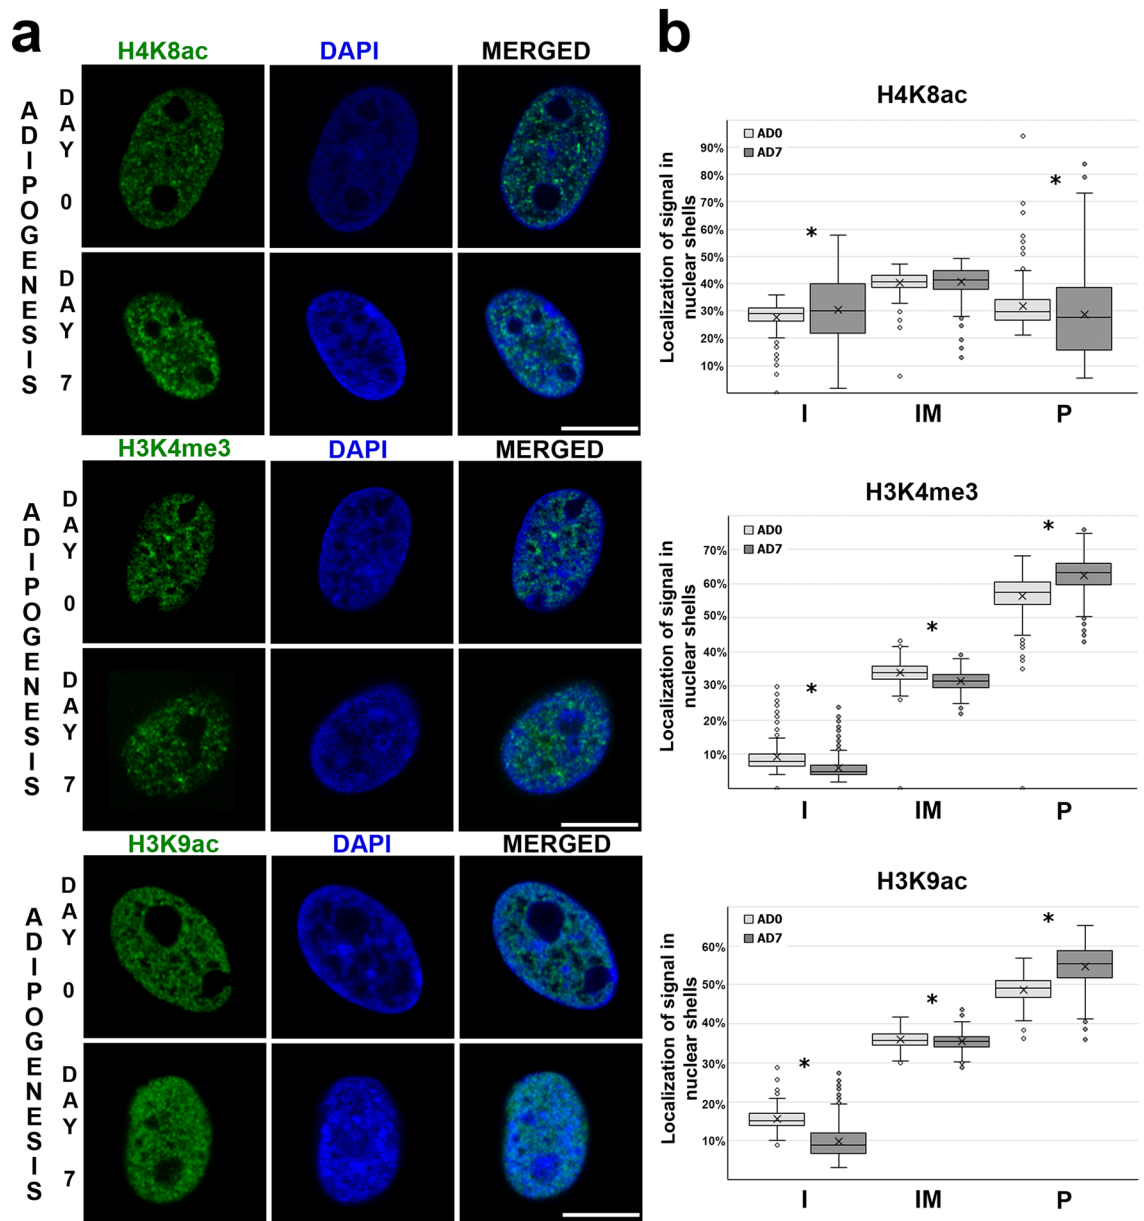 a
H4K8ac DAPI MERGED
ADIPOGENESIS
DAY 0
DAY 7
H3K4me3 DAPI MERGED
ADIPOGENESIS
DAY 0
DAY 7
H3K9ac DAPI MERGED
ADIPOGENESIS
DAY 0
DAY 7
b
H4K8ac
Localization of signal in
nuclear shells
AD0
AD7
90%
80%
70%
60%
50%
40%
30%
20%
10%
*
*
I IM P
H3K4me3
Localization of signal in
nuclear shells
AD0
AD7
70%
60%
50%
40%
30%
20%
10%
*
*
*
I IM P
H3K9ac
Localization of signal in
nuclear shells
AD0
AD7
60%
50%
40%
30%
20%
10%
*
*
*
I IM P